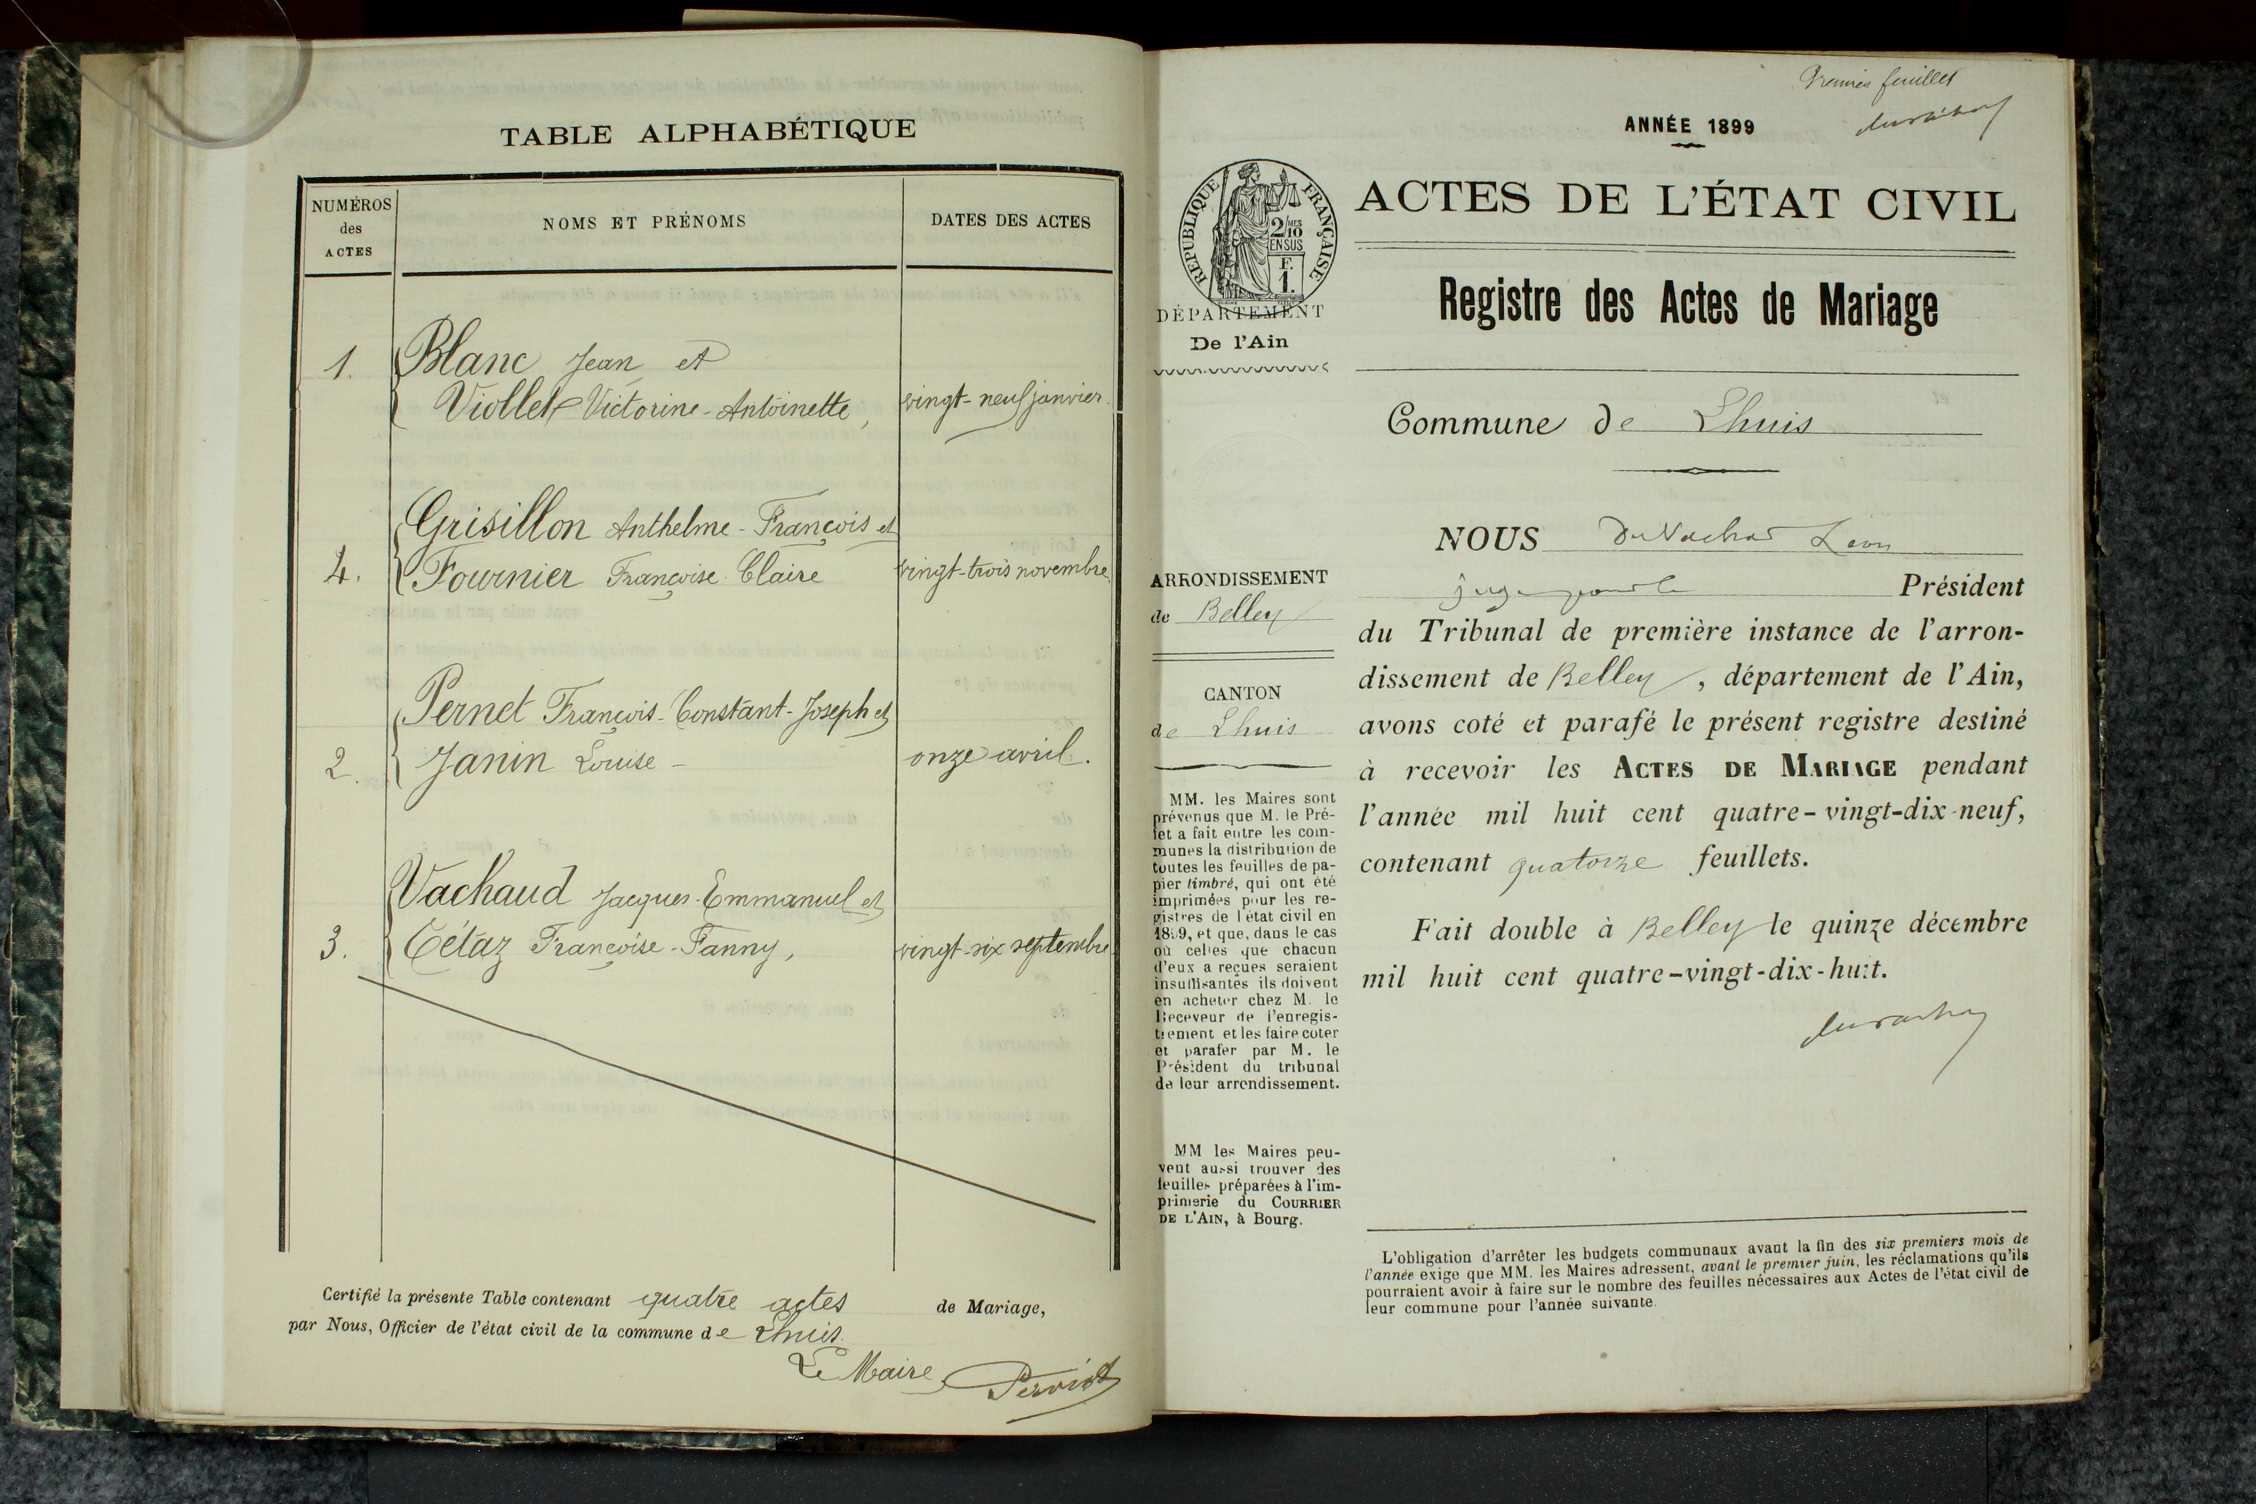 TABLE ALPHABÉTIQUE
NUMÉROS
des
ACTES
NOMS ET PRÉNOMS
DATES DES ACTES
1.
Blanc Jean et
Viollet Victorine-Antoinette,
vingt-neuf janvier.
4.
Grisillon Anthelme-François et
Fournier Françoise Claire
vingt-trois novembre.
2.
Pernet François-Constant-Joseph et
Janin Louise -
onze avril.
3.
Vachaud Jacques-Emmanuel et
Cétaz Françoise-Fanny,
vingt-six septembre
Certifié la présente Table contenant quatre actes de Mariage,
par Nous, Officier de l'état civil de la commune de Lhuis.
Le Maire,
Premier feuillet
ANNÉE 1899
RÉPUBLIQUE FRANÇAISE
2/10 MES
EN SUS
F.
1.
DÉPARTEMENT
De l'Ain
ACTES DE L'ÉTAT CIVIL
Registre des Actes de Mariage
Commune de Lhuis
ARRONDISSEMENT
de Belley
CANTON
de Lhuis
MM. les Maires sont
prévenus que M. le Pré-
fet a fait entre les com-
munes la distribution de
toutes les feuilles de pa-
pier timbré, qui ont été
imprimées pour les re-
gistres de l'état civil en
1899, et que, dans le cas
où celles que chacun
d'eux a reçues seraient
insuffisantes ils doivent
en acheter chez M. le
Receveur de l'enregis-
trement et les faire coter
et parafer par M. le
Président du tribunal
de leur arrondissement.
MM les Maires peu-
vent aussi trouver des
feuilles préparées à l'im-
primerie du COURRIER
DE L'AIN, à Bourg.
NOUS
Président
du Tribunal de première instance de l'arron-
dissement de Belley, département de l'Ain,
avons coté et parafé le présent registre destiné
à recevoir les ACTES DE MARIAGE pendant
l'année mil huit cent quatre-vingt-dix-neuf,
contenant quatorze feuillets.
Fait double à Belley le quinze décembre
mil huit cent quatre-vingt-dix-huit.
L'obligation d'arrêter les budgets communaux avant la fin des six premiers mois de
l'année exige que MM. les Maires adressent, avant le premier juin, les réclamations qu'ils
pourraient avoir à faire sur le nombre des feuilles nécessaires aux Actes de l'état civil de
leur commune pour l'année suivante.